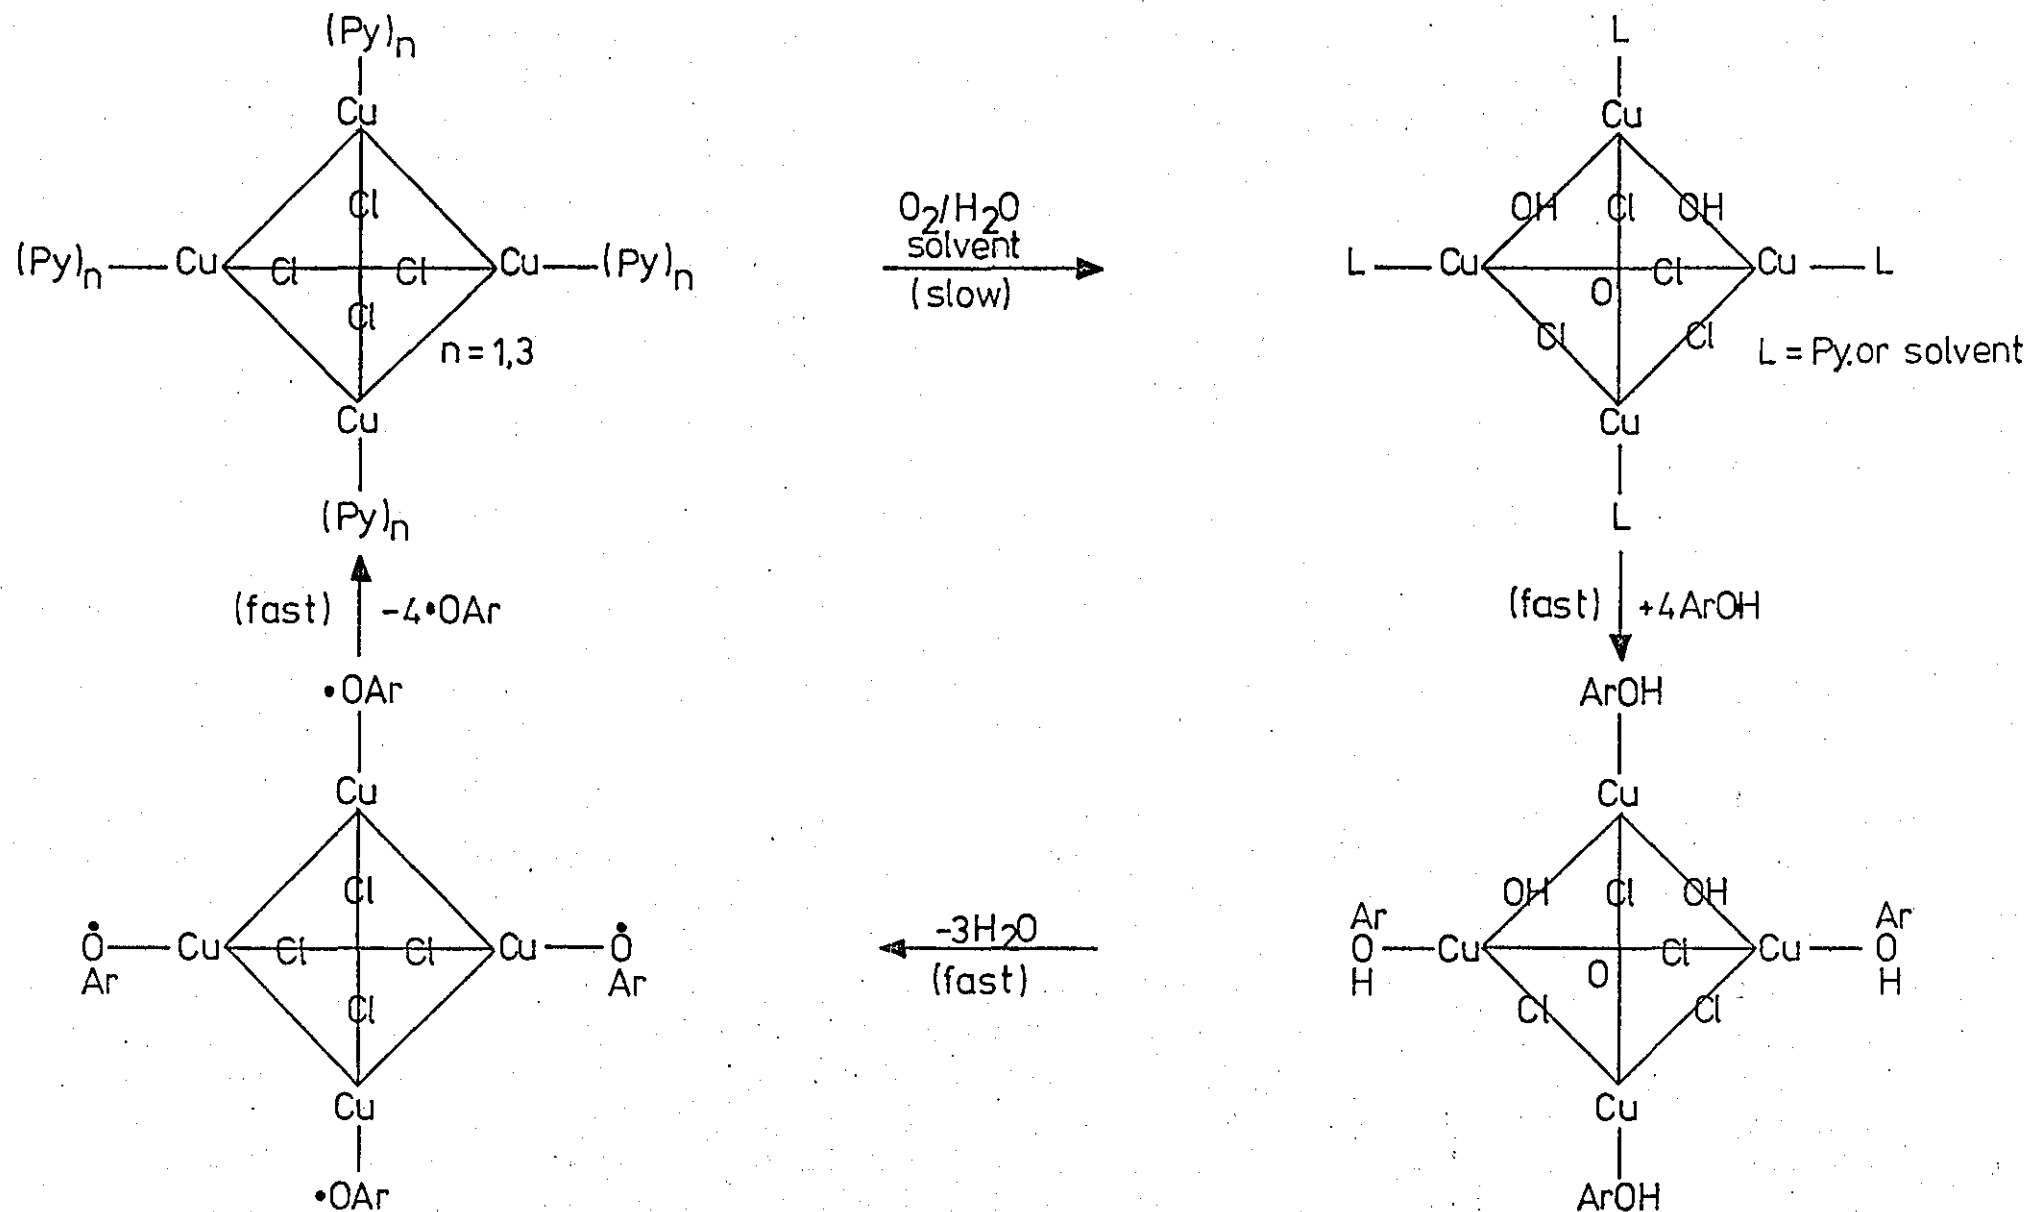 (Py)n
Cu
Cl
(Py)n Cu Cl Cl Cu (Py)n
Cl
n = 1,3
Cu
(Py)n
O2/H2O
solvent
(slow)
L
Cu
OH Cl OH
L Cu Cl Cu L
O
Cl Cl
L = Py.or solvent
Cu
L
(fast) +4ArOH
ArOH
Cu
OH Cl OH
Ar Ar
O Cu Cl Cu O
H O H
Cl Cl
Cu
ArOH
-3H2O
(fast)
•OAr
Cu
Cl
Ȯ Cu Cl Cl Cu Ȯ
Ar Ar
Cl
Cu
•OAr
(fast) -4•OAr